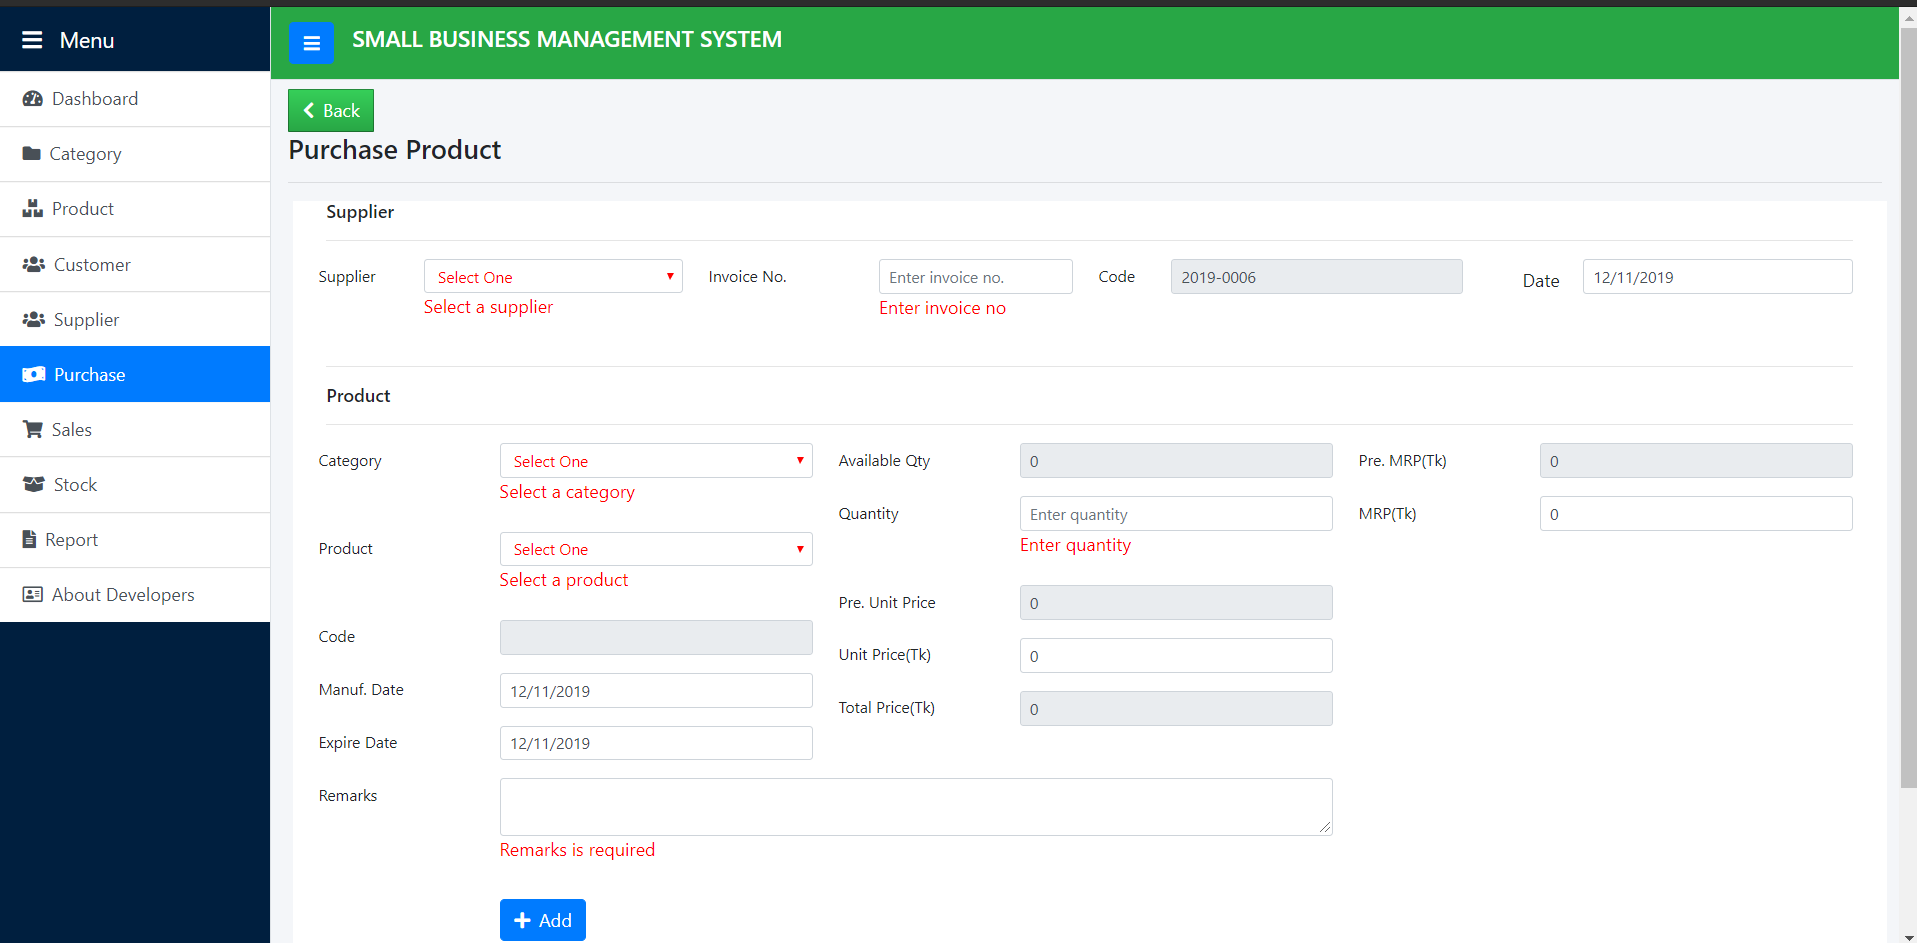 Menu
SMALL BUSINESS MANAGEMENT SYSTEM
Dashboard
Category
Product
Customer
Supplier
Purchase
Sales
Stock
Report
About Developers
Back
Purchase Product
Supplier
Supplier
Select One
Select a supplier
Invoice No.
Enter invoice no.
Enter invoice no
Code
2019-0006
Date
12/11/2019
Product
Category
Select One
Select a category
Product
Select One
Select a product
Code
Manuf. Date
12/11/2019
Expire Date
12/11/2019
Available Qty
0
Quantity
Enter quantity
Enter quantity
Pre. Unit Price
0
Unit Price(Tk)
0
Total Price(Tk)
0
Pre. MRP(Tk)
0
MRP(Tk)
0
Remarks
Remarks is required
Add